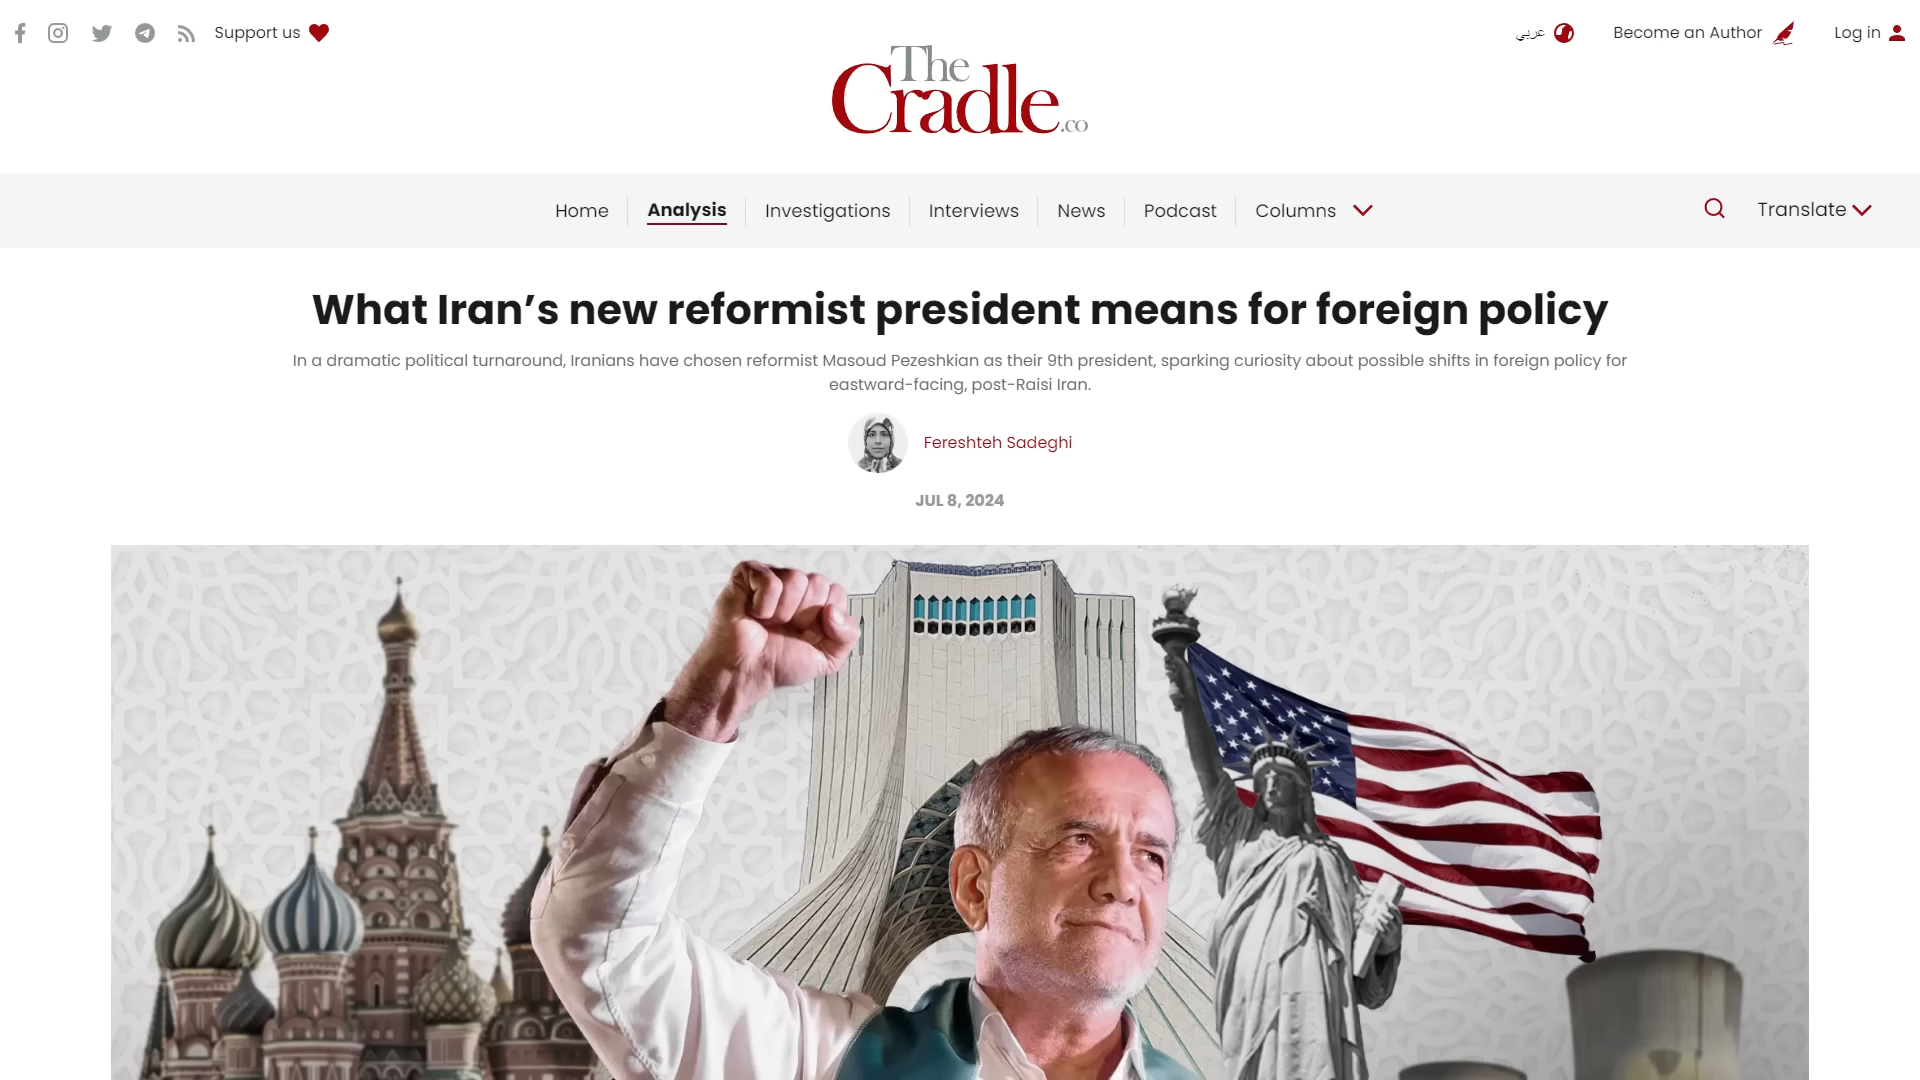 Support us
عربي
Become an Author
Log in
The
Cradle.co
Home
Analysis
Investigations
Interviews
News
Podcast
Columns
Translate
What Iran’s new reformist president means for foreign policy
In a dramatic political turnaround, Iranians have chosen reformist Masoud Pezeshkian as their 9th president, sparking curiosity about possible shifts in foreign policy for
eastward-facing, post-Raisi Iran.
Fereshteh Sadeghi
JUL 8, 2024